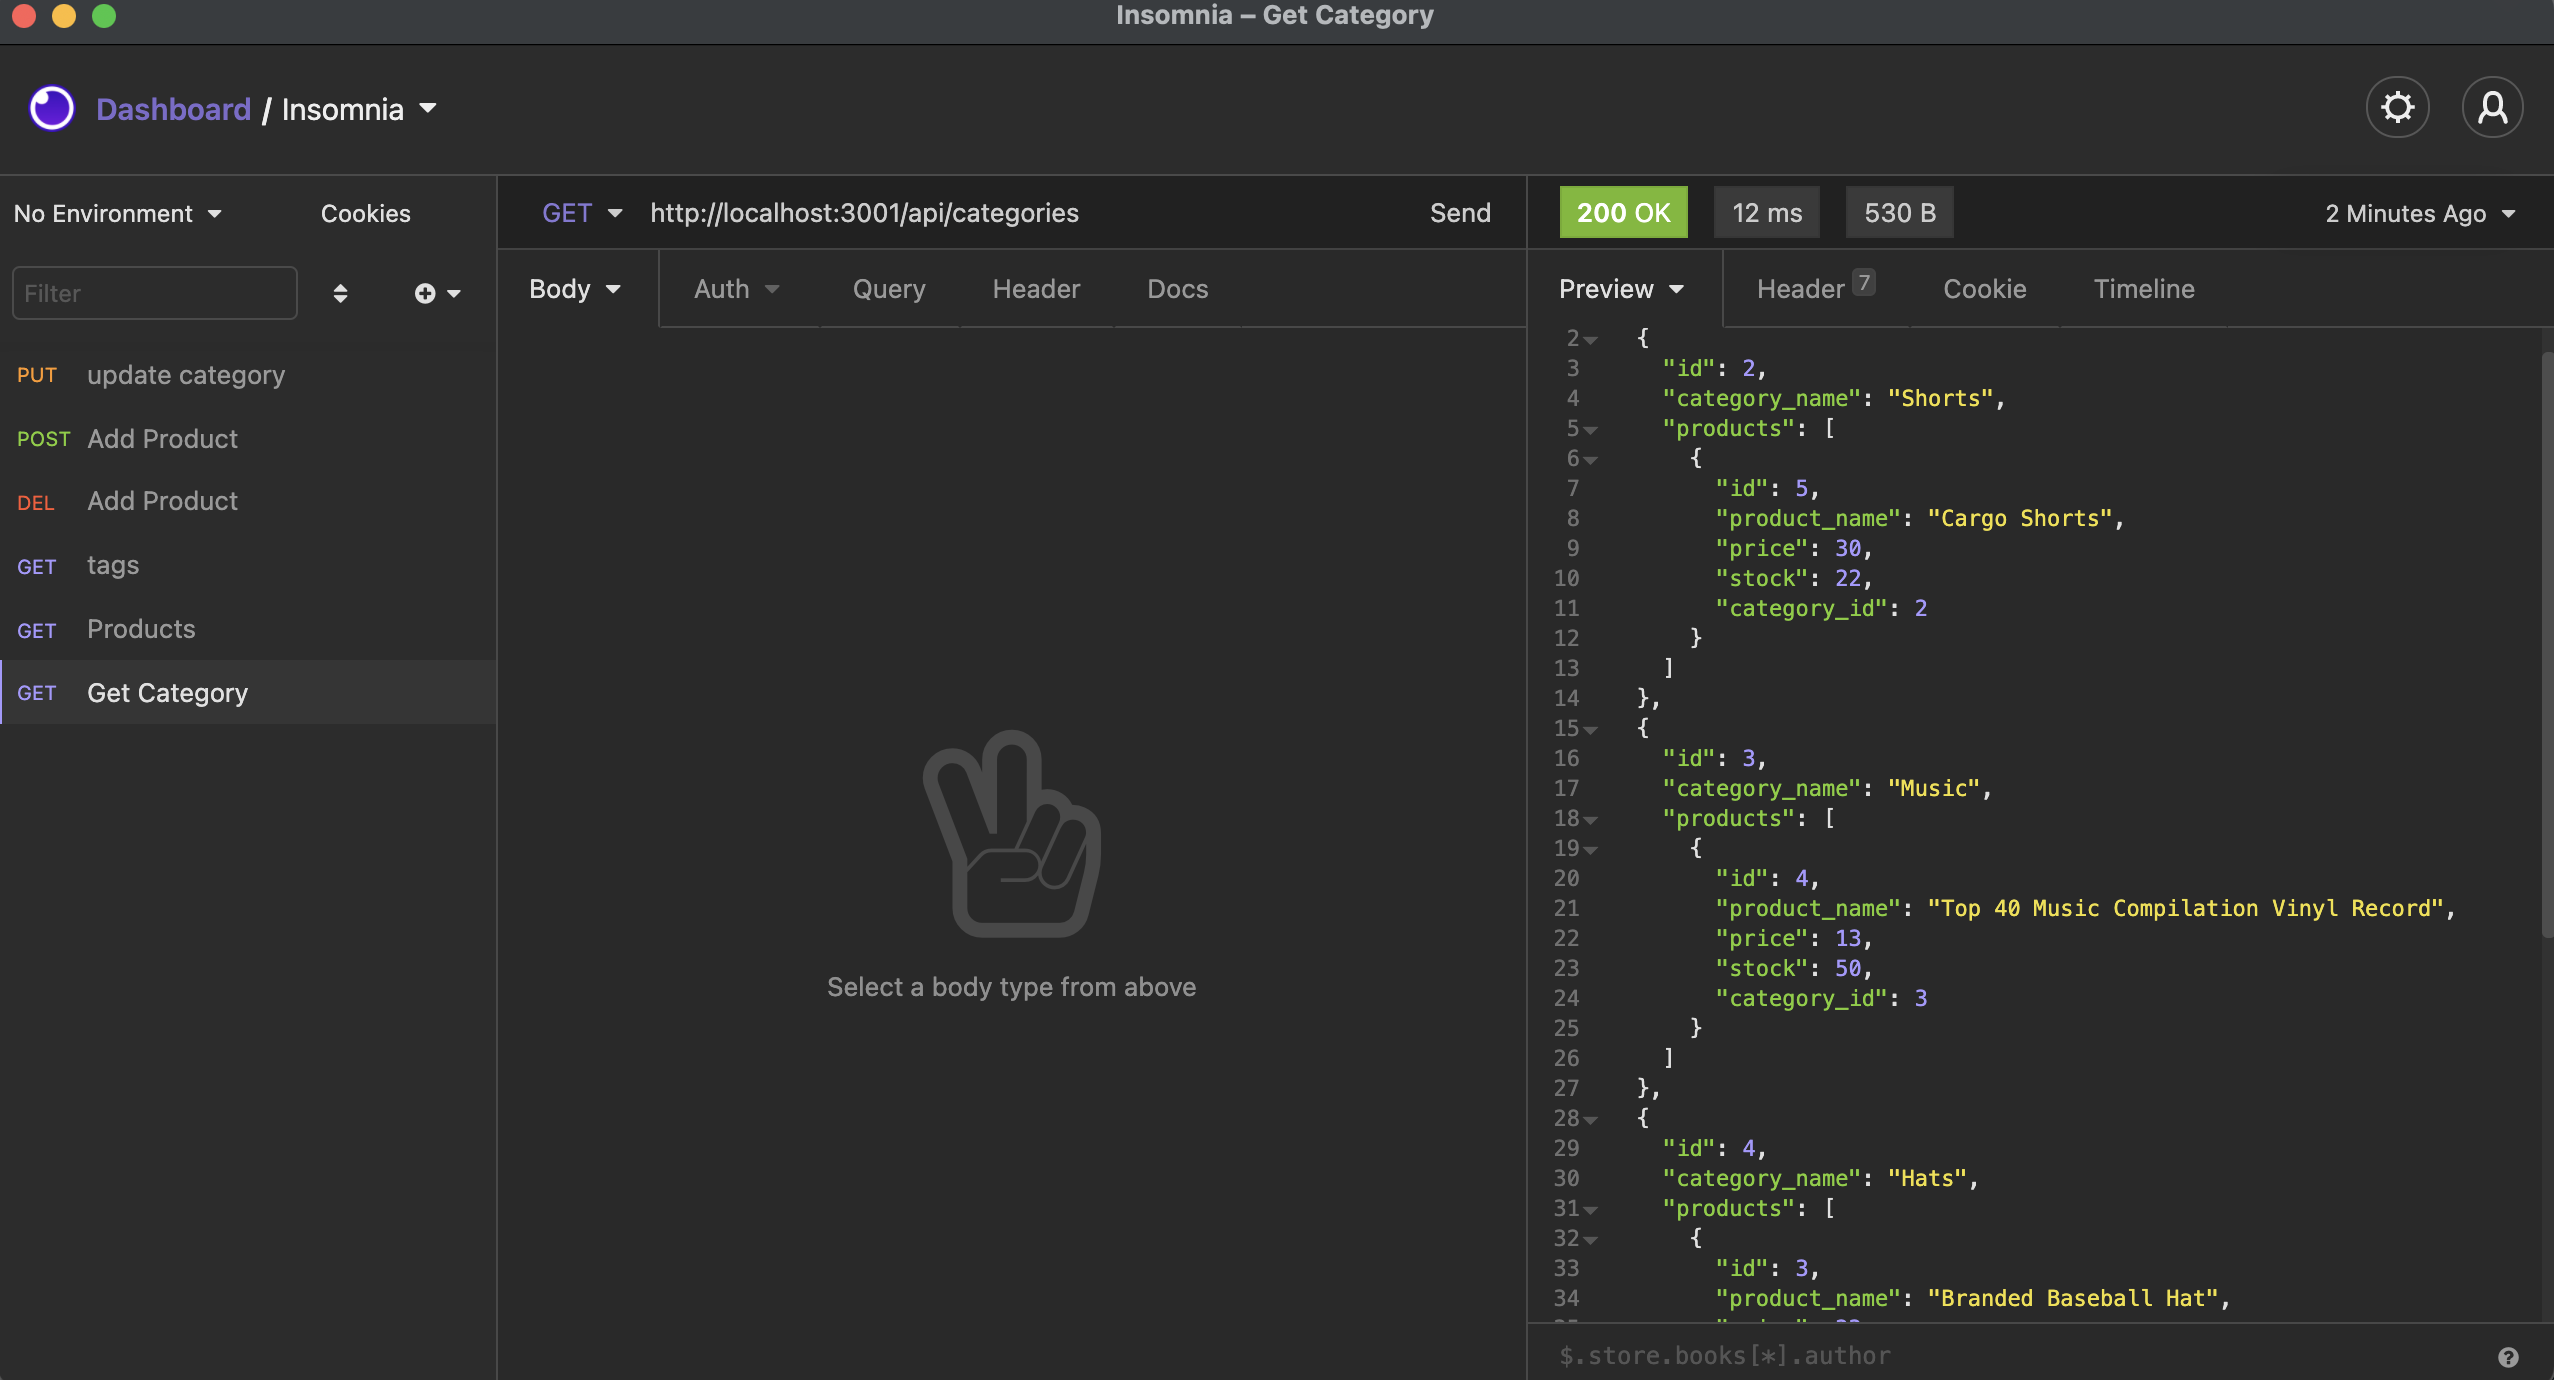 Insomnia – Get Category
Dashboard / Insomnia
No Environment
Cookies
Filter
PUT update category
POST Add Product
DEL Add Product
GET tags
GET Products
GET Get Category
GET http://localhost:3001/api/categories Send
Body Auth Query Header Docs
Select a body type from above
200 OK 12 ms 530 B 2 Minutes Ago
Preview Header 7 Cookie Timeline
2 {
3 "id": 2,
4 "category_name": "Shorts",
5 "products": [
6 {
7 "id": 5,
8 "product_name": "Cargo Shorts",
9 "price": 30,
10 "stock": 22,
11 "category_id": 2
12 }
13 ]
14 },
15 {
16 "id": 3,
17 "category_name": "Music",
18 "products": [
19 {
20 "id": 4,
21 "product_name": "Top 40 Music Compilation Vinyl Record",
22 "price": 13,
23 "stock": 50,
24 "category_id": 3
25 }
26 ]
27 },
28 {
29 "id": 4,
30 "category_name": "Hats",
31 "products": [
32 {
33 "id": 3,
34 "product_name": "Branded Baseball Hat",
$.store.books[*].author